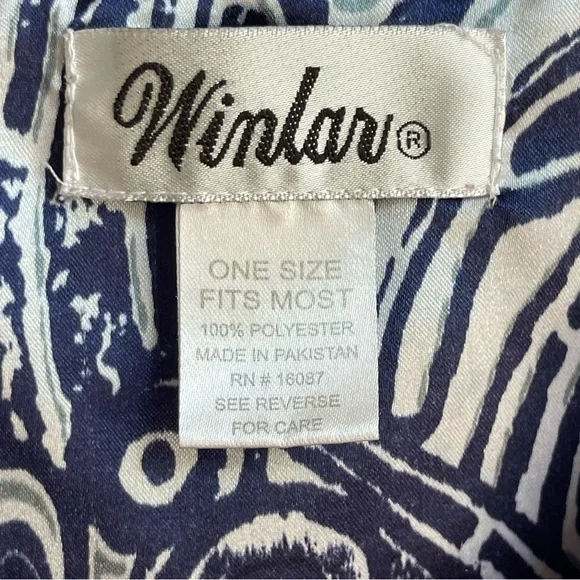 Winlar®
ONE SIZE
FITS MOST
100% POLYESTER
MADE IN PAKISTAN
RN # 16087
SEE REVERSE
FOR CARE